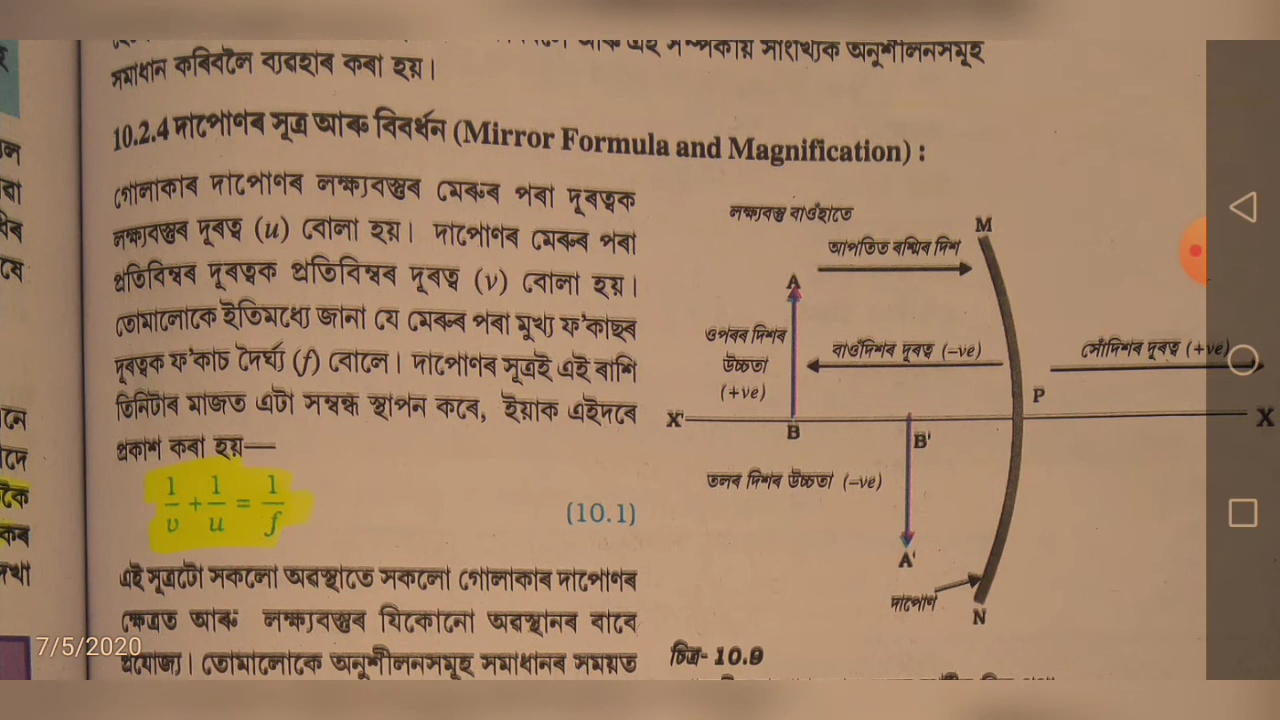 সমাধান কৰিবলৈ ব্যৱহাৰ কৰা হয়।
10.2.4 দাপোণৰ সূত্ৰ আৰু বিবৰ্ধন (Mirror Formula and Magnification) :
গোলাকাৰ দাপোণৰ লক্ষ্যবস্তুৰ মেৰুৰ পৰা দূৰত্বক
লক্ষ্যবস্তুৰ দূৰত্ব (u) বোলা হয়। দাপোণৰ মেৰুৰ পৰা
প্ৰতিবিম্বৰ দূৰত্বক প্ৰতিবিম্বৰ দূৰত্ব (v) বোলা হয়।
তোমালোকে ইতিমধ্যে জানা যে মেৰুৰ পৰা মুখ্য ফ'কাছৰ
দূৰত্বক ফ'কাচ দৈৰ্ঘ্য (f) বোলে। দাপোণৰ সূত্ৰই এই ৰাশি
তিনিটাৰ মাজত এটা সম্বন্ধ স্থাপন কৰে, ইয়াক এইদৰে
প্ৰকাশ কৰা হয়—
1/v + 1/u = 1/f (10.1)
এই সূত্ৰটো সকলো অৱস্থাতে সকলো গোলাকাৰ দাপোণৰ
ক্ষেত্ৰত আৰু লক্ষ্যবস্তুৰ যিকোনো অৱস্থানৰ বাবে
প্ৰযোজ্য। তোমালোকে অনুশীলনসমূহ সমাধানৰ সময়ত
লক্ষ্যবস্তু বাওঁহাতে
M
আপতিত ৰশ্মিৰ দিশ
A
ওপৰৰ দিশৰ
উচ্চতা
(+ve)
বাওঁদিশৰ দূৰত্ব (–ve)
সোঁদিশৰ দূৰত্ব (+ve)
P
X'
B
B'
X
তলৰ দিশৰ উচ্চতা (–ve)
A'
দাপোণ
N
চিত্ৰ- 10.9
7/5/2020